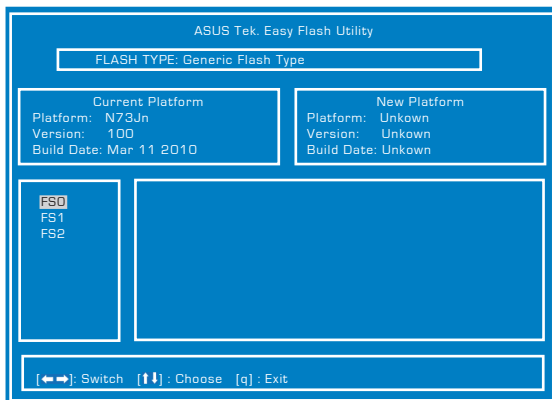 ASUS Tek. Easy Flash Utility
FLASH TYPE: Generic Flash Type
Current Platform
Platform: N73Jn
Version: 100
Build Date: Mar 11 2010
New Platform
Platform: Unkown
Version: Unkown
Build Date: Unkown
FS0
FS1
FS2
[←→]: Switch [↑↓] : Choose [q] : Exit